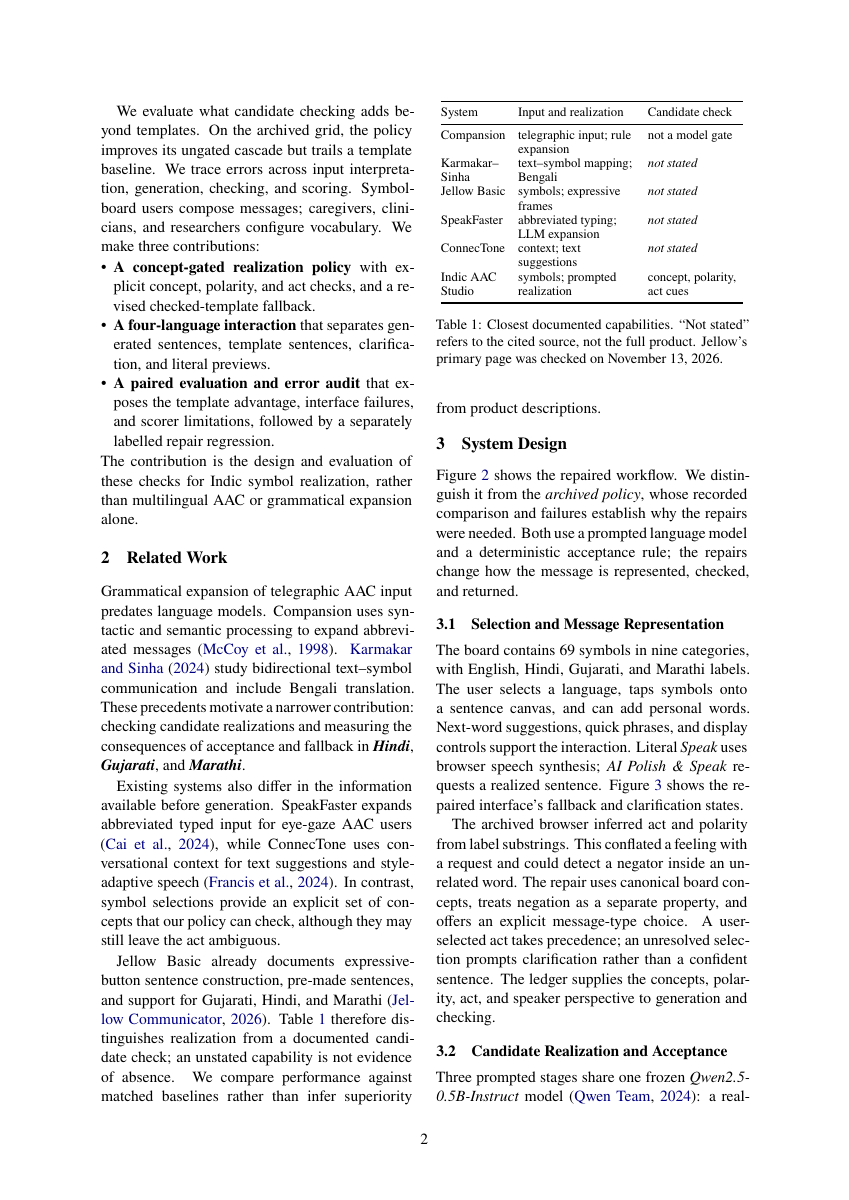 We evaluate what candidate checking adds be-
yond templates. On the archived grid, the policy
improves its ungated cascade but trails a template
baseline. We trace errors across input interpreta-
tion, generation, checking, and scoring. Symbol-
board users compose messages; caregivers, clini-
cians, and researchers configure vocabulary. We
make three contributions:
• A concept-gated realization policy with ex-
plicit concept, polarity, and act checks, and a re-
vised checked-template fallback.
• A four-language interaction that separates gen-
erated sentences, template sentences, clarifica-
tion, and literal previews.
• A paired evaluation and error audit that ex-
poses the template advantage, interface failures,
and scorer limitations, followed by a separately
labelled repair regression.
The contribution is the design and evaluation of
these checks for Indic symbol realization, rather
than multilingual AAC or grammatical expansion
alone.
2 Related Work
Grammatical expansion of telegraphic AAC input
predates language models. Compansion uses syn-
tactic and semantic processing to expand abbrevi-
ated messages (McCoy et al., 1998). Karmakar
and Sinha (2024) study bidirectional text–symbol
communication and include Bengali translation.
These precedents motivate a narrower contribution:
checking candidate realizations and measuring the
consequences of acceptance and fallback in Hindi,
Gujarati, and Marathi.
Existing systems also differ in the information
available before generation. SpeakFaster expands
abbreviated typed input for eye-gaze AAC users
(Cai et al., 2024), while ConnecTone uses con-
versational context for text suggestions and style-
adaptive speech (Francis et al., 2024). In contrast,
symbol selections provide an explicit set of con-
cepts that our policy can check, although they may
still leave the act ambiguous.
Jellow Basic already documents expressive-
button sentence construction, pre-made sentences,
and support for Gujarati, Hindi, and Marathi (Jel-
low Communicator, 2026). Table 1 therefore dis-
tinguishes realization from a documented candi-
date check; an unstated capability is not evidence
of absence. We compare performance against
matched baselines rather than infer superiority
System Input and realization Candidate check
Compansion telegraphic input; rule not a model gate
expansion
Karmakar– text–symbol mapping; not stated
Sinha Bengali
Jellow Basic symbols; expressive not stated
frames
SpeakFaster abbreviated typing; not stated
LLM expansion
ConnecTone context; text not stated
suggestions
Indic AAC symbols; prompted concept, polarity,
Studio realization act cues
Table 1: Closest documented capabilities. “Not stated”
refers to the cited source, not the full product. Jellow’s
primary page was checked on November 13, 2026.
from product descriptions.
3 System Design
Figure 2 shows the repaired workflow. We distin-
guish it from the archived policy, whose recorded
comparison and failures establish why the repairs
were needed. Both use a prompted language model
and a deterministic acceptance rule; the repairs
change how the message is represented, checked,
and returned.
3.1 Selection and Message Representation
The board contains 69 symbols in nine categories,
with English, Hindi, Gujarati, and Marathi labels.
The user selects a language, taps symbols onto
a sentence canvas, and can add personal words.
Next-word suggestions, quick phrases, and display
controls support the interaction. Literal Speak uses
browser speech synthesis; AI Polish & Speak re-
quests a realized sentence. Figure 3 shows the re-
paired interface’s fallback and clarification states.
The archived browser inferred act and polarity
from label substrings. This conflated a feeling with
a request and could detect a negator inside an un-
related word. The repair uses canonical board con-
cepts, treats negation as a separate property, and
offers an explicit message-type choice. A user-
selected act takes precedence; an unresolved selec-
tion prompts clarification rather than a confident
sentence. The ledger supplies the concepts, polar-
ity, act, and speaker perspective to generation and
checking.
3.2 Candidate Realization and Acceptance
Three prompted stages share one frozen Qwen2.5-
0.5B-Instruct model (Qwen Team, 2024): a real-
2